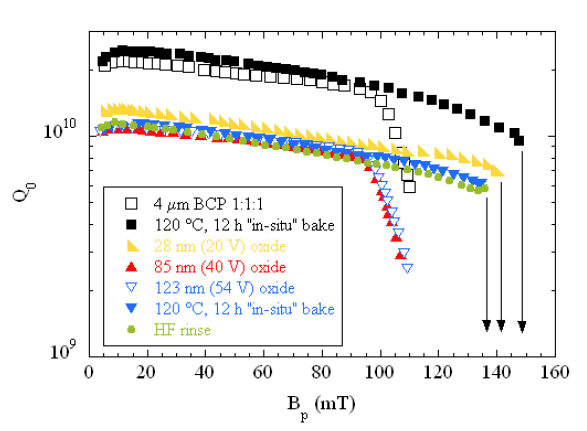 10¹⁰
Q₀
10⁹
4 μm BCP 1:1:1
120 °C, 12 h "in-situ" bake
28 nm (20 V) oxide
85 nm (40 V) oxide
123 nm (54 V) oxide
120 °C, 12 h "in-situ" bake
HF rinse
0 20 40 60 80 100 120 140 160
Bₚ (mT)